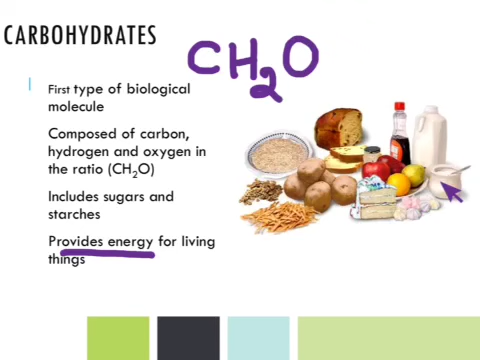 CARBOHYDRATES
CH₂O
First type of biological
molecule
Composed of carbon,
hydrogen and oxygen in
the ratio (CH₂O)
Includes sugars and
starches
Provides energy for living
things